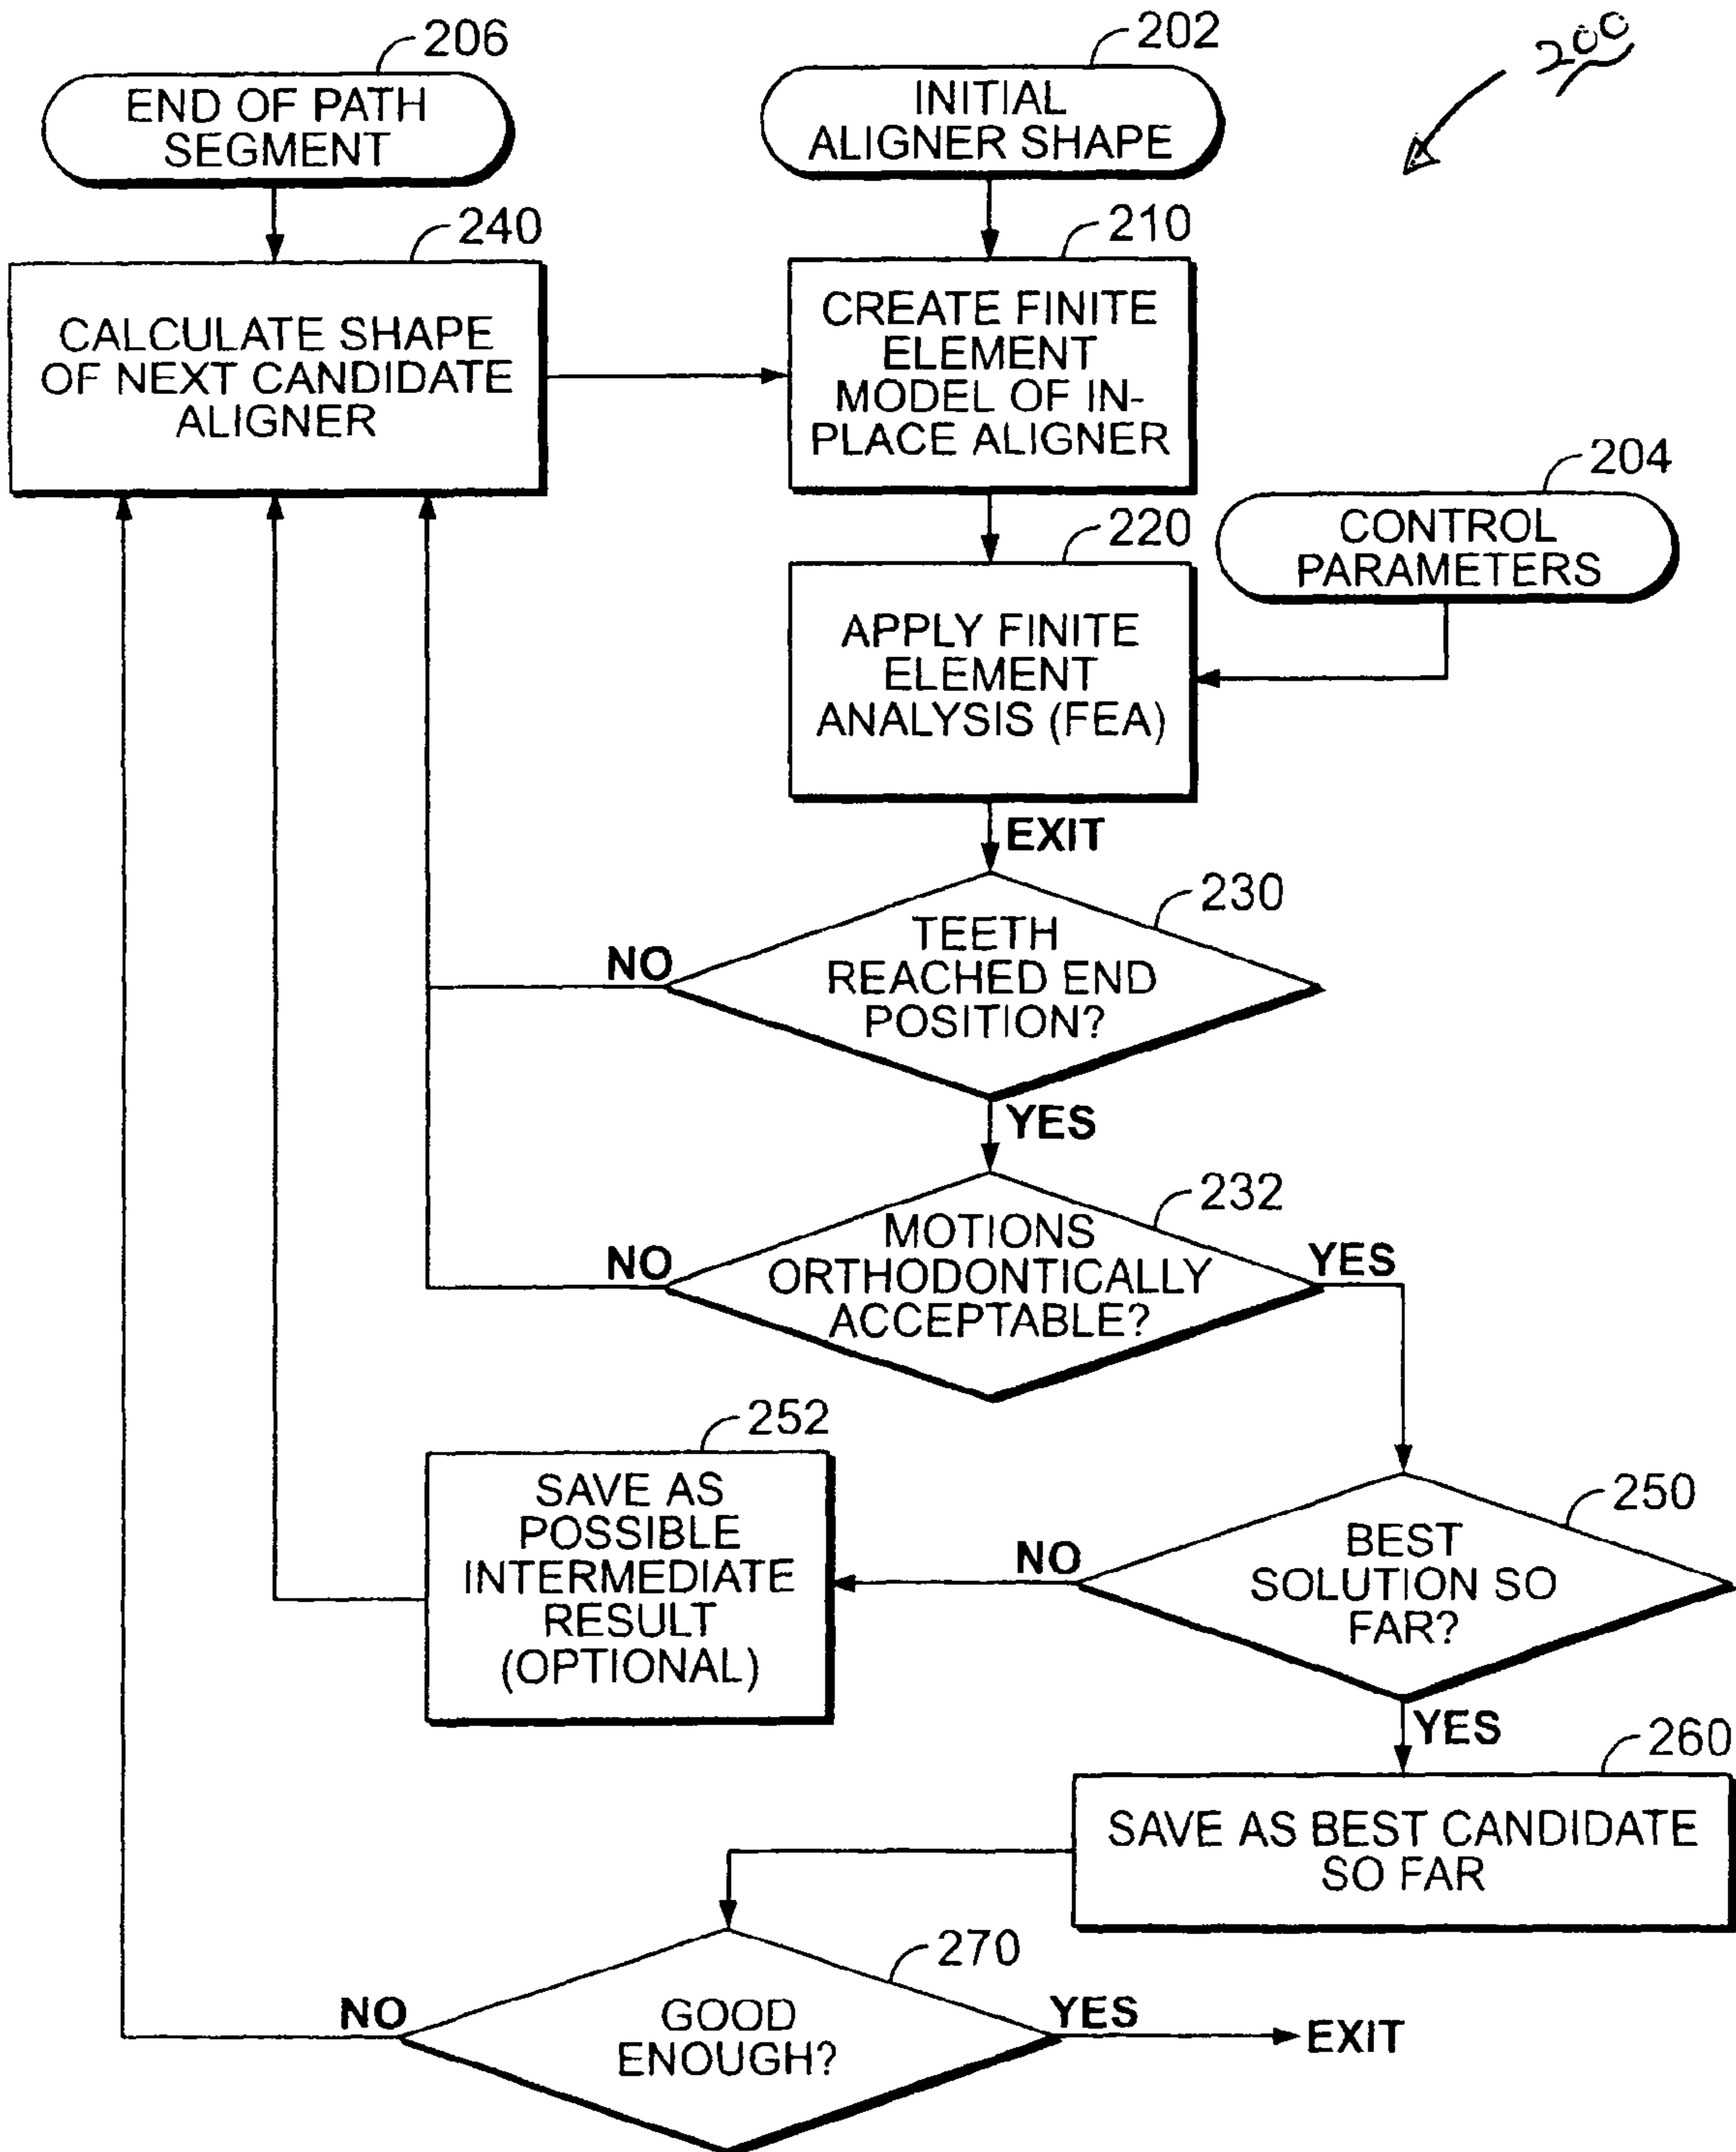 206
END OF PATH
SEGMENT
202
INITIAL
ALIGNER SHAPE
200
240
CALCULATE SHAPE
OF NEXT CANDIDATE
ALIGNER
210
CREATE FINITE
ELEMENT
MODEL OF IN-
PLACE ALIGNER
204
CONTROL
PARAMETERS
220
APPLY FINITE
ELEMENT
ANALYSIS (FEA)
EXIT
230
TEETH
REACHED END
POSITION?
NO
YES
232
MOTIONS
ORTHODONTICALLY
ACCEPTABLE?
NO
YES
252
SAVE AS
POSSIBLE
INTERMEDIATE
RESULT
(OPTIONAL)
250
BEST
SOLUTION SO
FAR?
NO
YES
260
SAVE AS BEST CANDIDATE
SO FAR
270
GOOD
ENOUGH?
NO
YES
EXIT